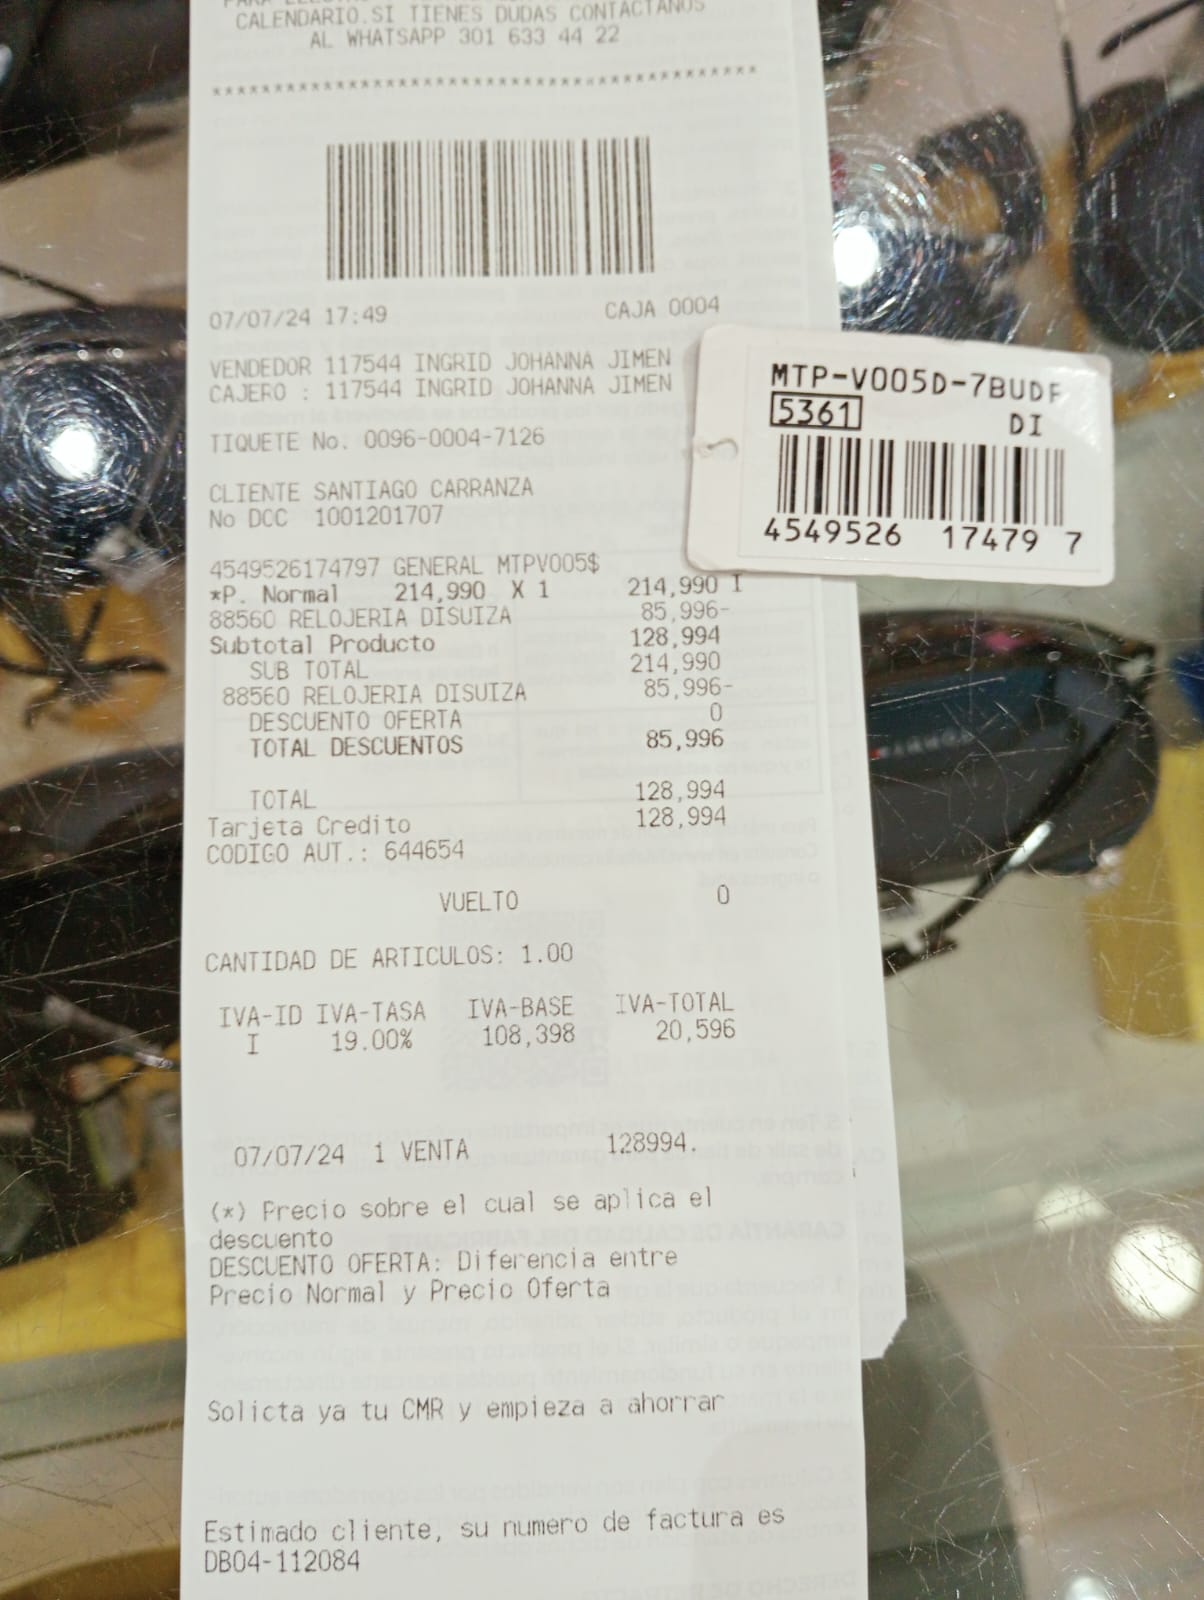 CALENDARIO.SI TIENES DUDAS CONTACTANOS
AL WHATSAPP 301 633 44 22
************************************************
07/07/24 17:49 CAJA 0004
VENDEDOR 117544 INGRID JOHANNA JIMEN
CAJERO : 117544 INGRID JOHANNA JIMEN
TIQUETE No. 0096-0004-7126
CLIENTE SANTIAGO CARRANZA
No DCC 1001201707
4549526174797 GENERAL MTPV005$
*P. Normal 214,990 X 1 214,990 I
88560 RELOJERIA DISUIZA 85,996-
Subtotal Producto 128,994
SUB TOTAL 214,990
88560 RELOJERIA DISUIZA 85,996-
DESCUENTO OFERTA 0
TOTAL DESCUENTOS 85,996
TOTAL 128,994
Tarjeta Credito 128,994
CODIGO AUT.: 644654
VUELTO 0
CANTIDAD DE ARTICULOS: 1.00
IVA-ID IVA-TASA IVA-BASE IVA-TOTAL
I 19.00% 108,398 20,596
07/07/24 1 VENTA 128994.
(*) Precio sobre el cual se aplica el
descuento
DESCUENTO OFERTA: Diferencia entre
Precio Normal y Precio Oferta
Solicta ya tu CMR y empieza a ahorrar
Estimado cliente, su numero de factura es
DB04-112084
MTP-V005D-7BUDF
5361 DI
4549526 17479 7